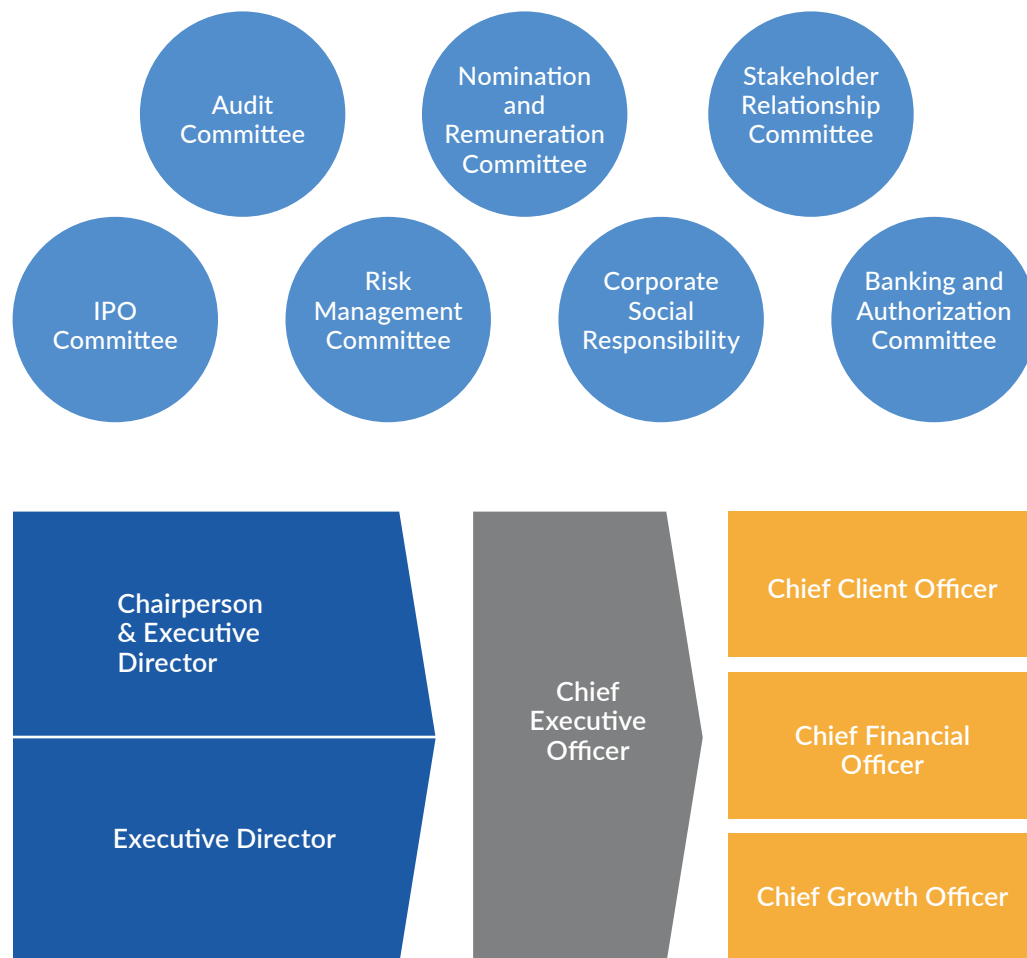 Audit
Committee
Nomination
and
Remuneration
Committee
Stakeholder
Relationship
Committee
IPO
Committee
Risk
Management
Committee
Corporate
Social
Responsibility
Banking and
Authorization
Committee
Chairperson
& Executive
Director
Executive Director
Chief
Executive
Officer
Chief Client Officer
Chief Financial
Officer
Chief Growth Officer